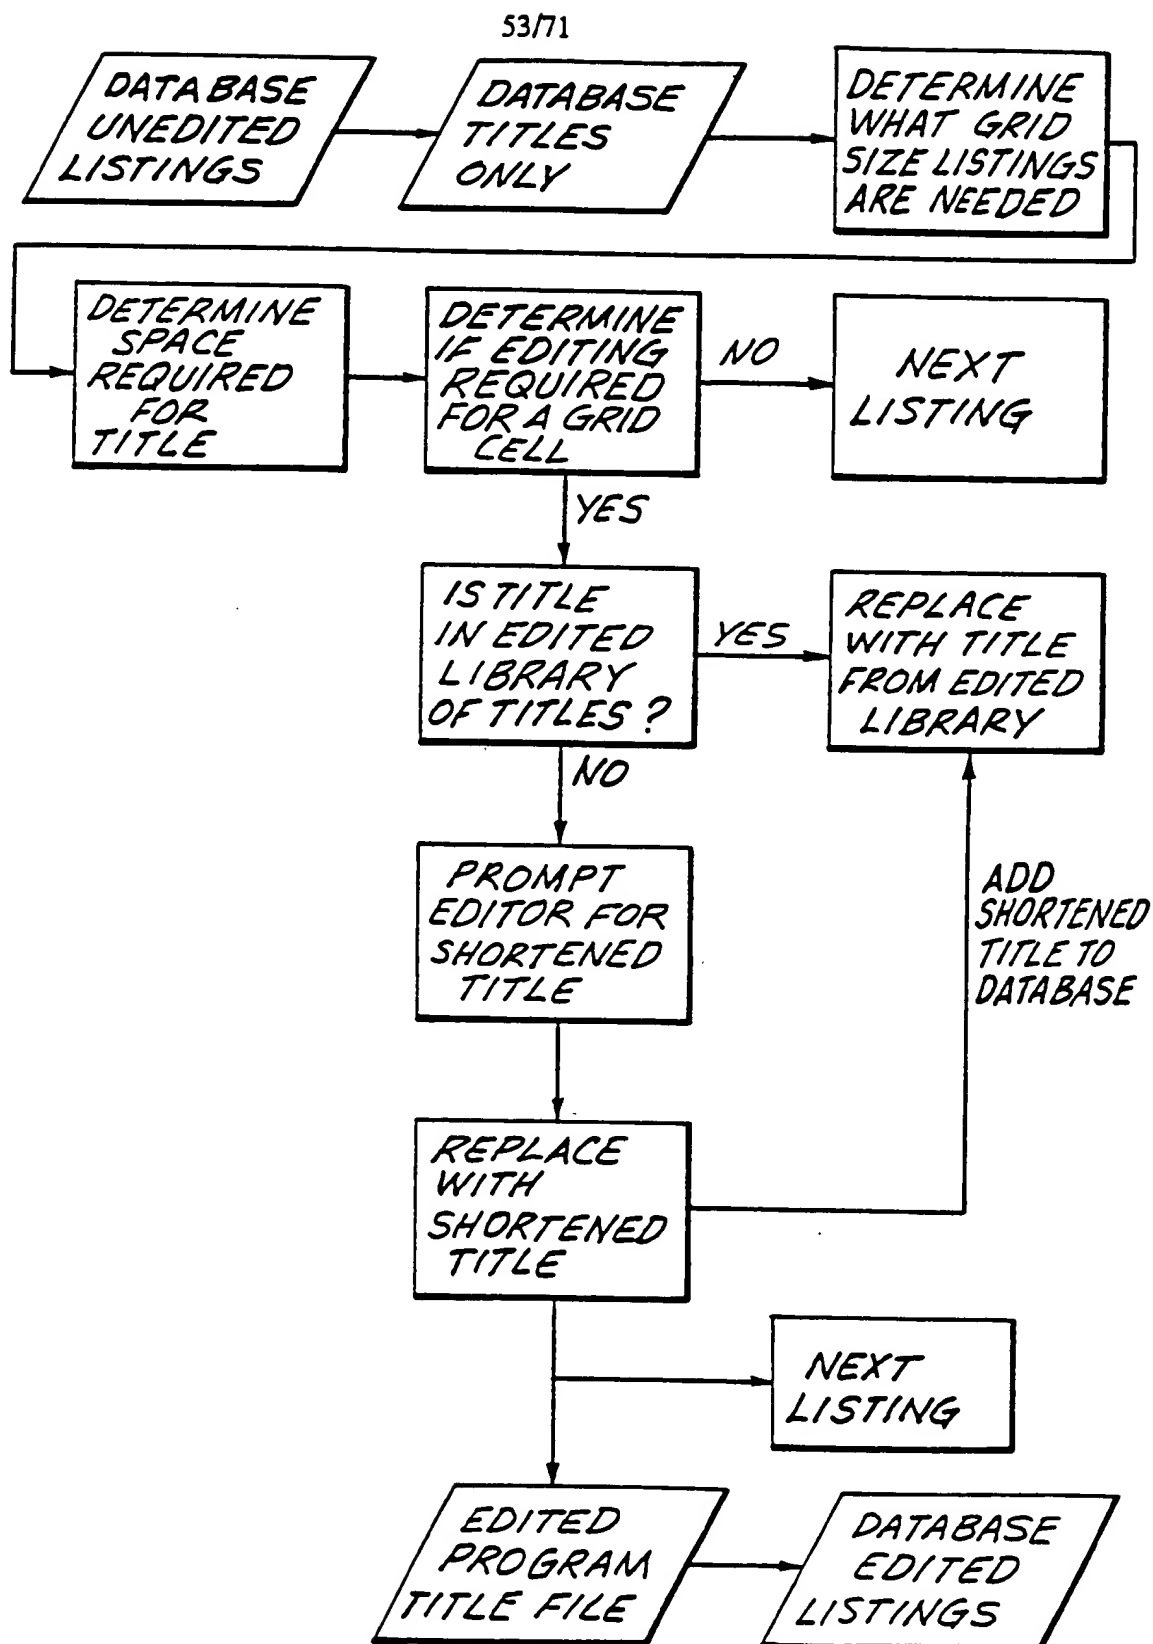 53/71
DATABASE
UNEDITED
LISTINGS
DATABASE
TITLES
ONLY
DETERMINE
WHAT GRID
SIZE LISTINGS
ARE NEEDED
DETERMINE
SPACE
REQUIRED
FOR
TITLE
DETERMINE
IF EDITING
REQUIRED
FOR A GRID
CELL
NO
NEXT
LISTING
YES
IS TITLE
IN EDITED
LIBRARY
OF TITLES?
YES
REPLACE
WITH TITLE
FROM EDITED
LIBRARY
NO
PROMPT
EDITOR FOR
SHORTENED
TITLE
ADD
SHORTENED
TITLE TO
DATABASE
REPLACE
WITH
SHORTENED
TITLE
NEXT
LISTING
EDITED
PROGRAM
TITLE FILE
DATABASE
EDITED
LISTINGS